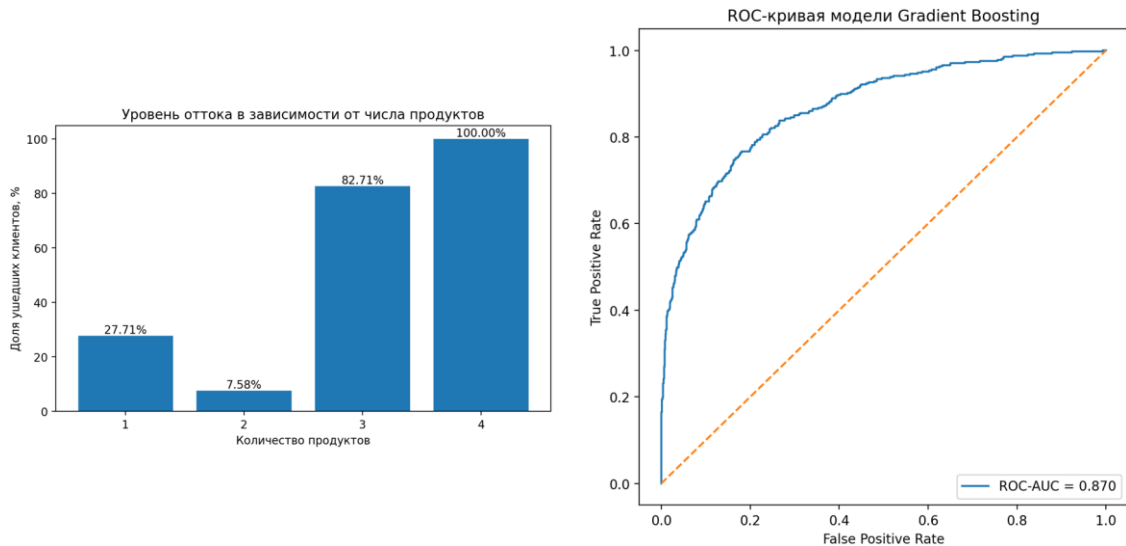 Уровень оттока в зависимости от числа продуктов
Доля ушедших клиентов, %
100
80
60
40
20
0
27.71%
7.58%
82.71%
100.00%
1 2 3 4
Количество продуктов
ROC-кривая модели Gradient Boosting
True Positive Rate
1.0
0.8
0.6
0.4
0.2
0.0
ROC-AUC = 0.870
0.0 0.2 0.4 0.6 0.8 1.0
False Positive Rate